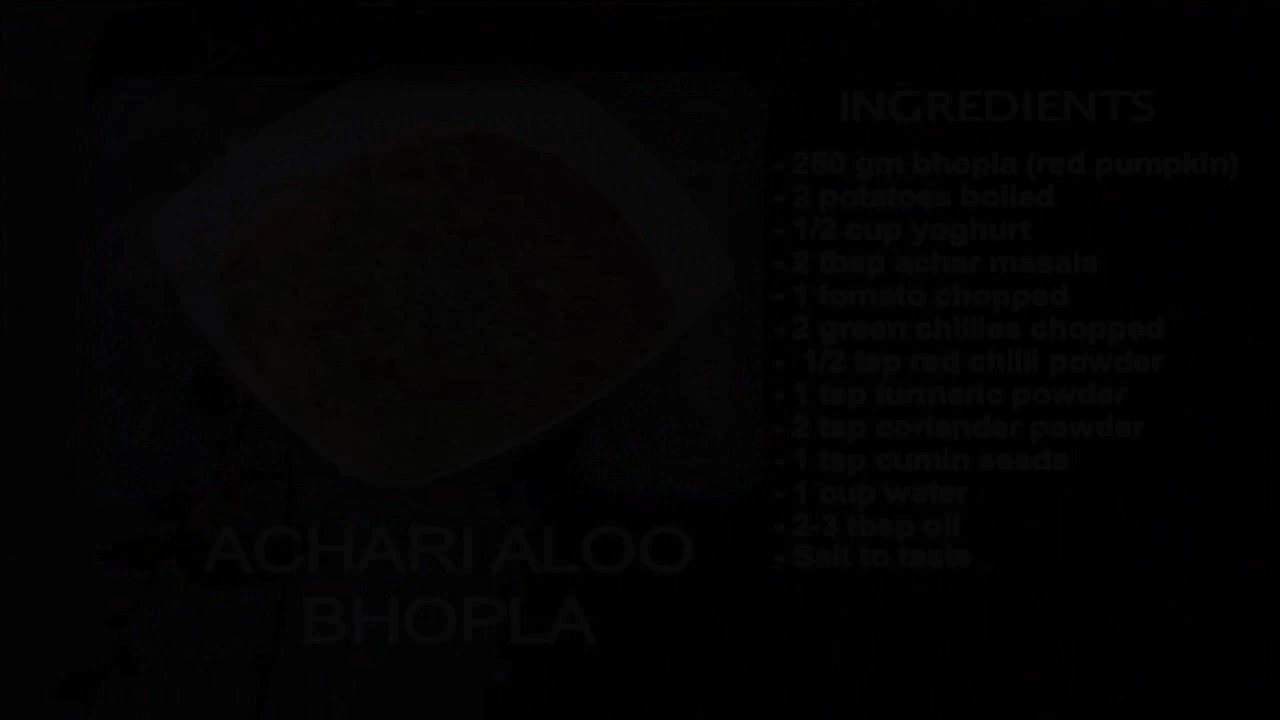 INGREDIENTS
- 250 gm bhopla (red pumpkin)
- 2 potatoes boiled
- 1/2 cup yoghurt
- 2 tbsp achar masala
- 1 tomato chopped
- 2 green chillies chopped
- 1/2 tsp red chilli powder
- 1 tsp turmeric powder
- 2 tsp coriander powder
- 1 tsp cumin seeds
- 1 cup water
- 2-3 tbsp oil
- Salt to taste
ACHARI ALOO
BHOPLA